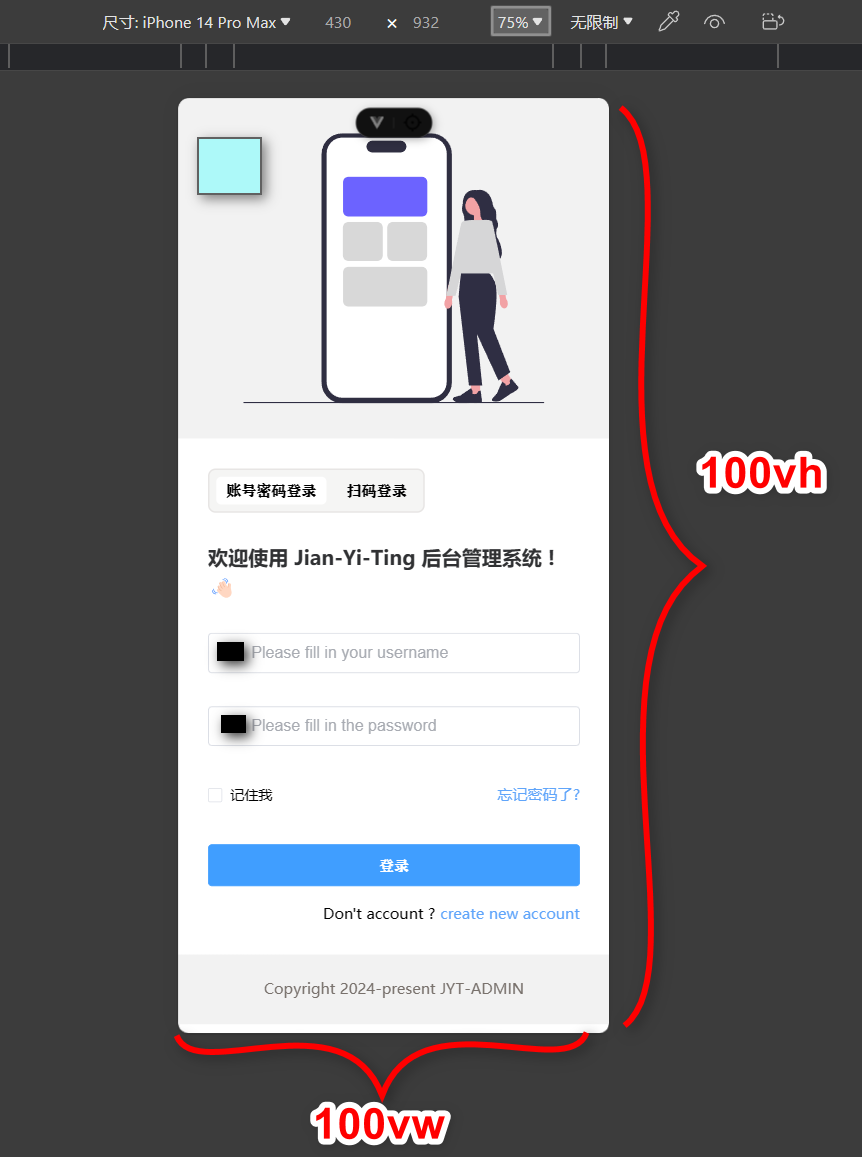 尺寸: iPhone 14 Pro Max 430 × 932 75% 无限制
账号密码登录 扫码登录
欢迎使用 Jian-Yi-Ting 后台管理系统！
Please fill in your username
Please fill in the password
记住我 忘记密码了?
登录
Don't account ? create new account
Copyright 2024-present JYT-ADMIN
100vh
100vw